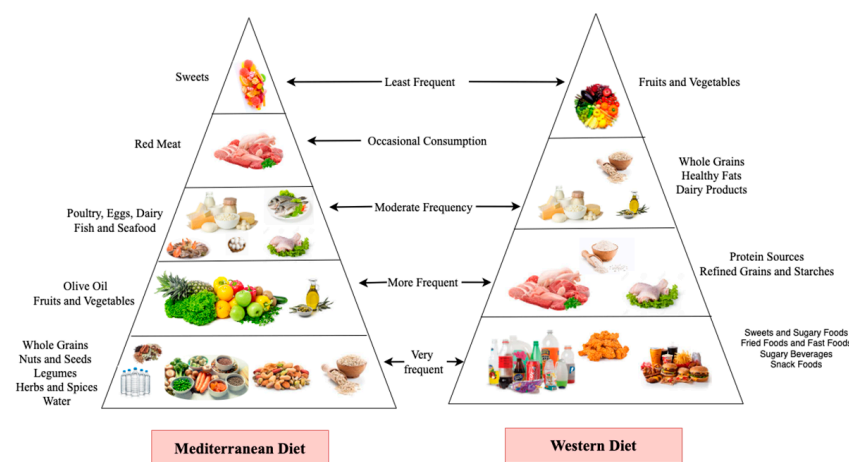 Sweets
Least Frequent
Fruits and Vegetables
Red Meat
Occasional Consumption
Whole Grains
Healthy Fats
Dairy Products
Poultry, Eggs, Dairy
Fish and Seafood
Moderate Frequency
Protein Sources
Refined Grains and Starches
Olive Oil
Fruits and Vegetables
More Frequent
Whole Grains
Nuts and Seeds
Legumes
Herbs and Spices
Water
Very
frequent
Sweets and Sugary Foods
Fried Foods and Fast Foods
Sugary Beverages
Snack Foods
Mediterranean Diet
Western Diet